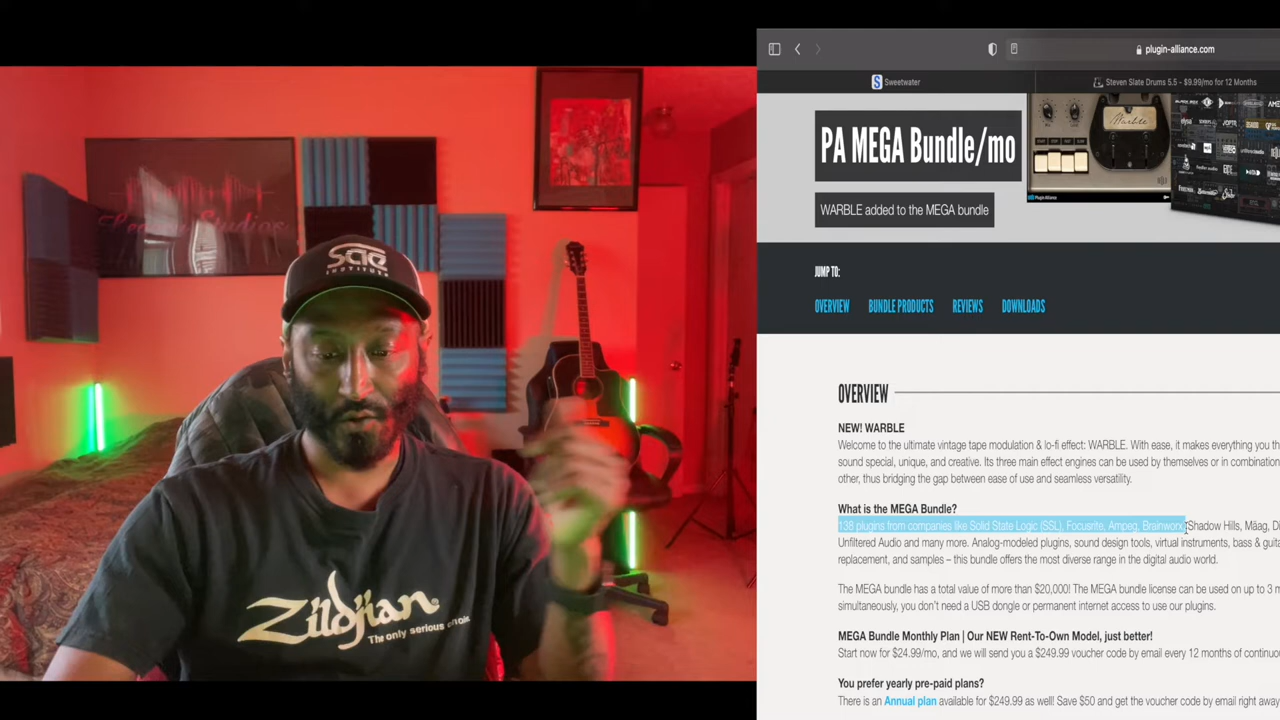 sae
INSTITUTE
Zildjian
The only serious
plugin-alliance.com
Sweetwater
Steven Slate Drums 5.5 - $9.99/mo for 12 Months
PA MEGA Bundle/mo
Warble
WARBLE added to the MEGA bundle
JUMP TO:
OVERVIEW BUNDLE PRODUCTS REVIEWS DOWNLOADS
OVERVIEW
NEW! WARBLE
Welcome to the ultimate vintage tape modulation & lo-fi effect: WARBLE. With ease, it makes everything you
sound special, unique, and creative. Its three main effect engines can be used by themselves or in
other, thus bridging the gap between ease of use and seamless versatility.
What is the MEGA Bundle?
138 plugins from companies like Solid State Logic (SSL), Focusrite, Ampeg, Brainworx, Shadow Hills, Mäag,
Unfiltered Audio and many more. Analog-modeled plugins, sound design tools, virtual instruments, bass &
replacement, and samples – this bundle offers the most diverse range in the digital audio world.
The MEGA bundle has a total value of more than $20,000! The MEGA bundle license can be used on up to 3
simultaneously, you don't need a USB dongle or permanent internet access to use our plugins.
MEGA Bundle Monthly Plan | Our NEW Rent-To-Own Model, just better!
Start now for $24.99/mo, and we will send you a $249.99 voucher code by email every 12 months of
You prefer yearly pre-paid plans?
There is an Annual plan available for $249.99 as well! Save $50 and get the voucher code by email right away